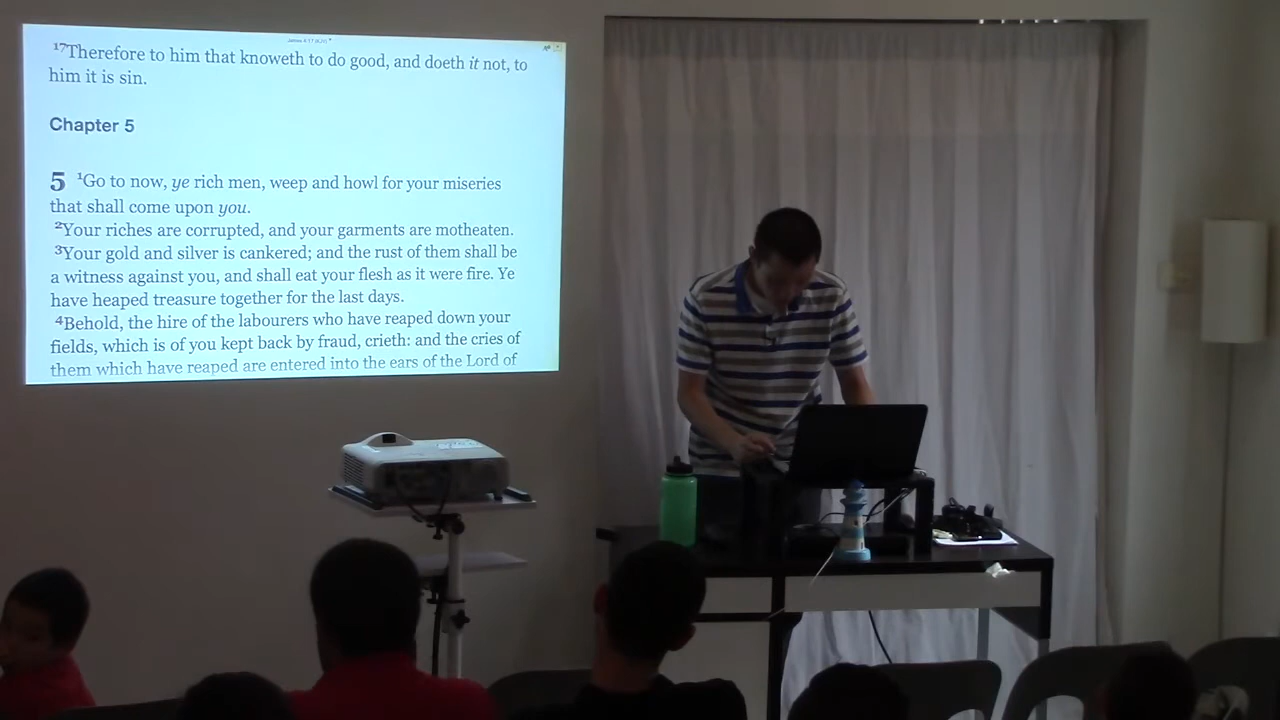 ¹⁷Therefore to him that knoweth to do good, and doeth it not, to
him it is sin.
Chapter 5
5 ¹Go to now, ye rich men, weep and howl for your miseries
that shall come upon you.
²Your riches are corrupted, and your garments are motheaten.
³Your gold and silver is cankered; and the rust of them shall be
a witness against you, and shall eat your flesh as it were fire. Ye
have heaped treasure together for the last days.
⁴Behold, the hire of the labourers who have reaped down your
fields, which is of you kept back by fraud, crieth: and the cries of
them which have reaped are entered into the ears of the Lord of